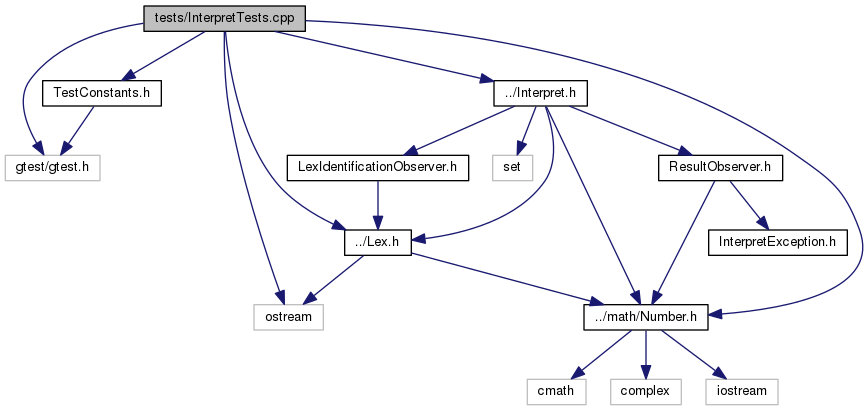 tests/InterpretTests.cpp
TestConstants.h
../Interpret.h
gtest/gtest.h
LexIdentificationObserver.h
set
ResultObserver.h
../Lex.h
InterpretException.h
ostream
../math/Number.h
cmath
complex
iostream